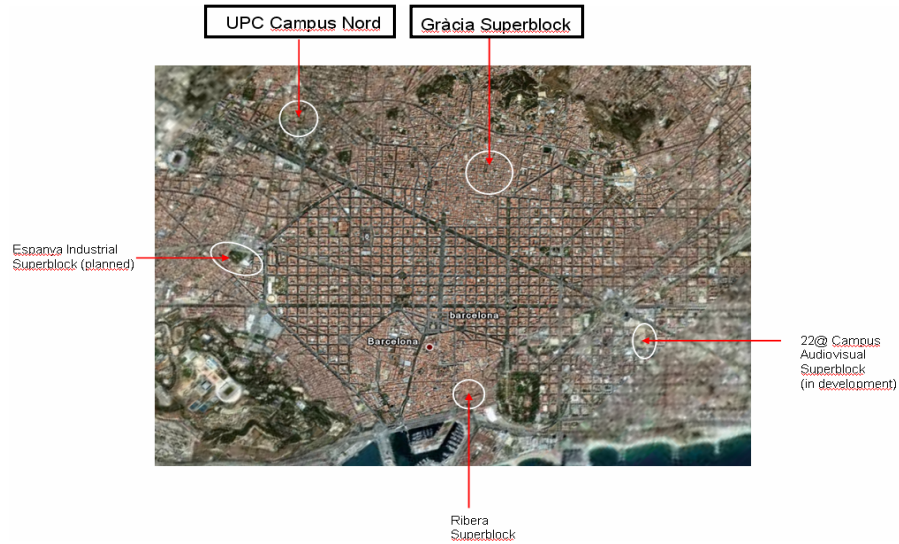 UPC Campus Nord
Gràcia Superblock
Espanya Industrial
Superblock (planned)
barcelona
Barcelona
22@ Campus
Audiovisual
Superblock
(in development)
Ribera
Superblock